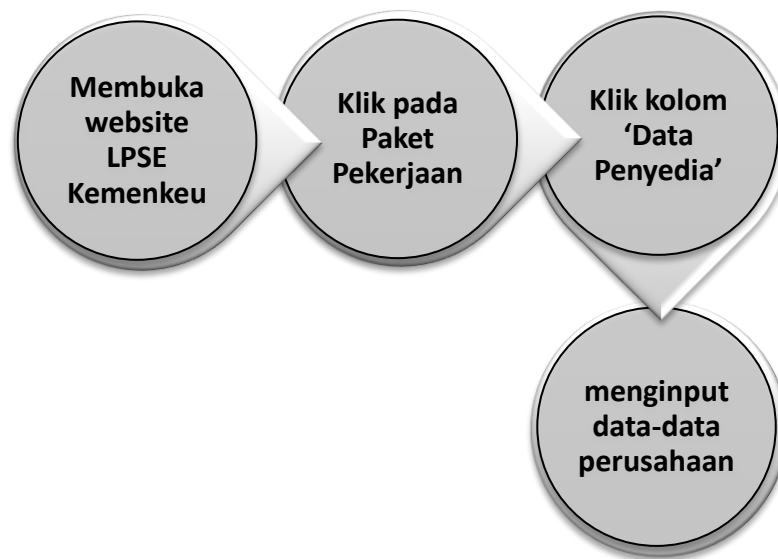 Membuka
website
LPSE
Kemenkeu
Klik pada
Paket
Pekerjaan
Klik kolom
‘Data
Penyedia’
menginput
data-data
perusahaan